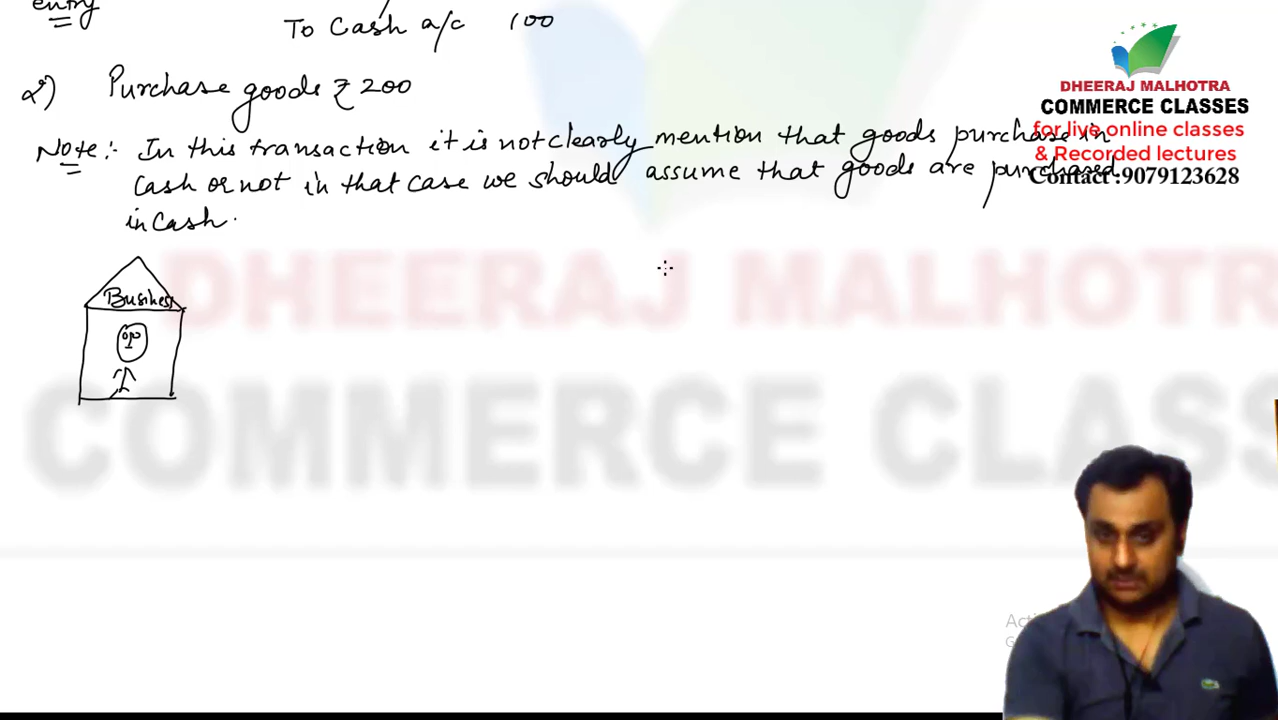 entry
To Cash a/c 100
2) Purchase goods ₹ 200
Note:- In this transaction it is not clearly mention that goods purchase in
Cash or not in that case we should assume that goods are purchased
in Cash.
Business
DHEERAJ MALHOTRA
COMMERCE CLASSES
for live online classes
& Recorded lectures
Contact :9079123628
DHEERAJ MALHOTR
COMMERCE CLASS